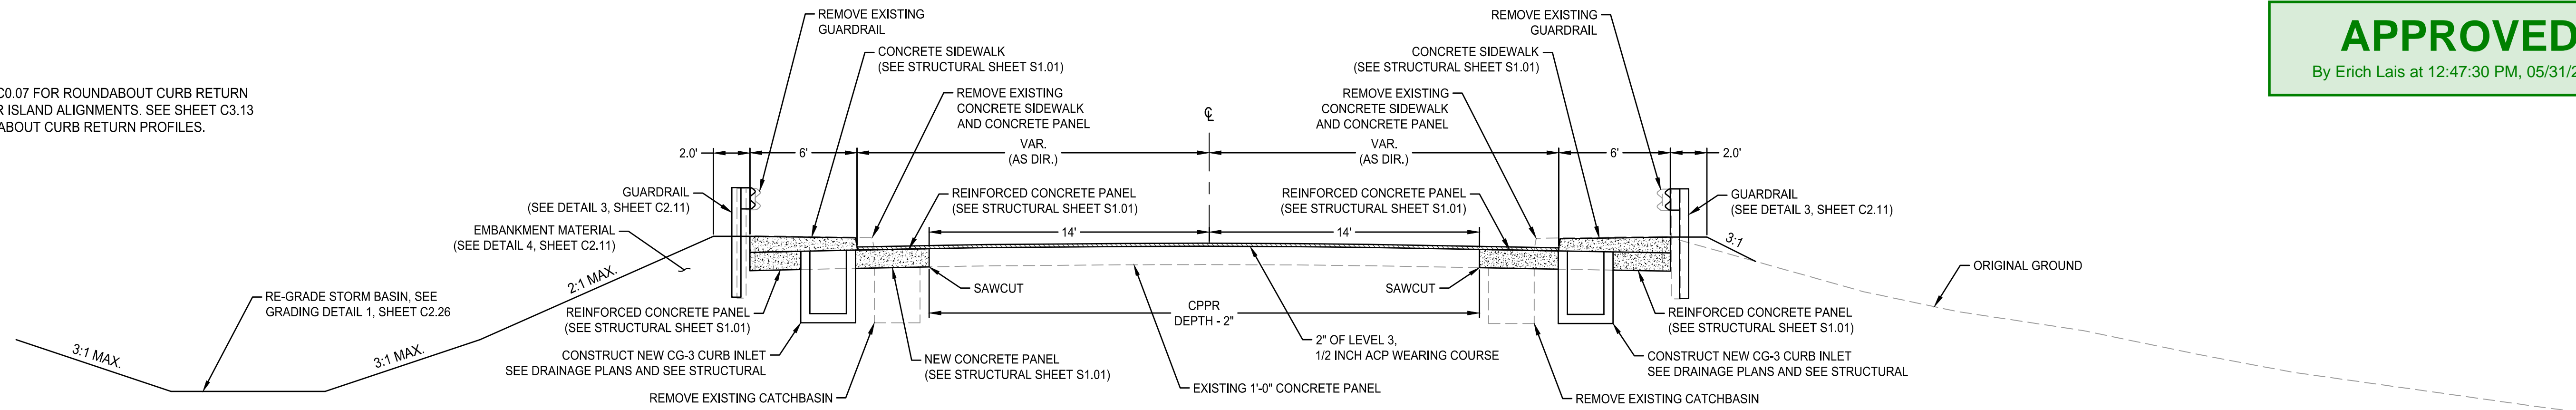 APPROVED
By Erich Lais at 12:47:30 PM, 05/31/2
C0.07 FOR ROUNDABOUT CURB RETURN
R ISLAND ALIGNMENTS. SEE SHEET C3.13
ABOUT CURB RETURN PROFILES.
REMOVE EXISTING
GUARDRAIL
CONCRETE SIDEWALK
(SEE STRUCTURAL SHEET S1.01)
REMOVE EXISTING
CONCRETE SIDEWALK
AND CONCRETE PANEL
REMOVE EXISTING
GUARDRAIL
CONCRETE SIDEWALK
(SEE STRUCTURAL SHEET S1.01)
REMOVE EXISTING
CONCRETE SIDEWALK
AND CONCRETE PANEL
℄
2.0'
6'
VAR.
(AS DIR.)
VAR.
(AS DIR.)
6'
2.0'
GUARDRAIL
(SEE DETAIL 3, SHEET C2.11)
EMBANKMENT MATERIAL
(SEE DETAIL 4, SHEET C2.11)
REINFORCED CONCRETE PANEL
(SEE STRUCTURAL SHEET S1.01)
REINFORCED CONCRETE PANEL
(SEE STRUCTURAL SHEET S1.01)
GUARDRAIL
(SEE DETAIL 3, SHEET C2.11)
14'
14'
3:1
ORIGINAL GROUND
2:1 MAX.
RE-GRADE STORM BASIN, SEE
GRADING DETAIL 1, SHEET C2.26
3:1 MAX.
3:1 MAX.
SAWCUT
SAWCUT
CPPR
DEPTH - 2"
REINFORCED CONCRETE PANEL
(SEE STRUCTURAL SHEET S1.01)
REINFORCED CONCRETE PANEL
(SEE STRUCTURAL SHEET S1.01)
CONSTRUCT NEW CG-3 CURB INLET
SEE DRAINAGE PLANS AND SEE STRUCTURAL
NEW CONCRETE PANEL
(SEE STRUCTURAL SHEET S1.01)
2" OF LEVEL 3,
1/2 INCH ACP WEARING COURSE
CONSTRUCT NEW CG-3 CURB INLET
SEE DRAINAGE PLANS AND SEE STRUCTURAL
REMOVE EXISTING CATCHBASIN
EXISTING 1'-0" CONCRETE PANEL
REMOVE EXISTING CATCHBASIN